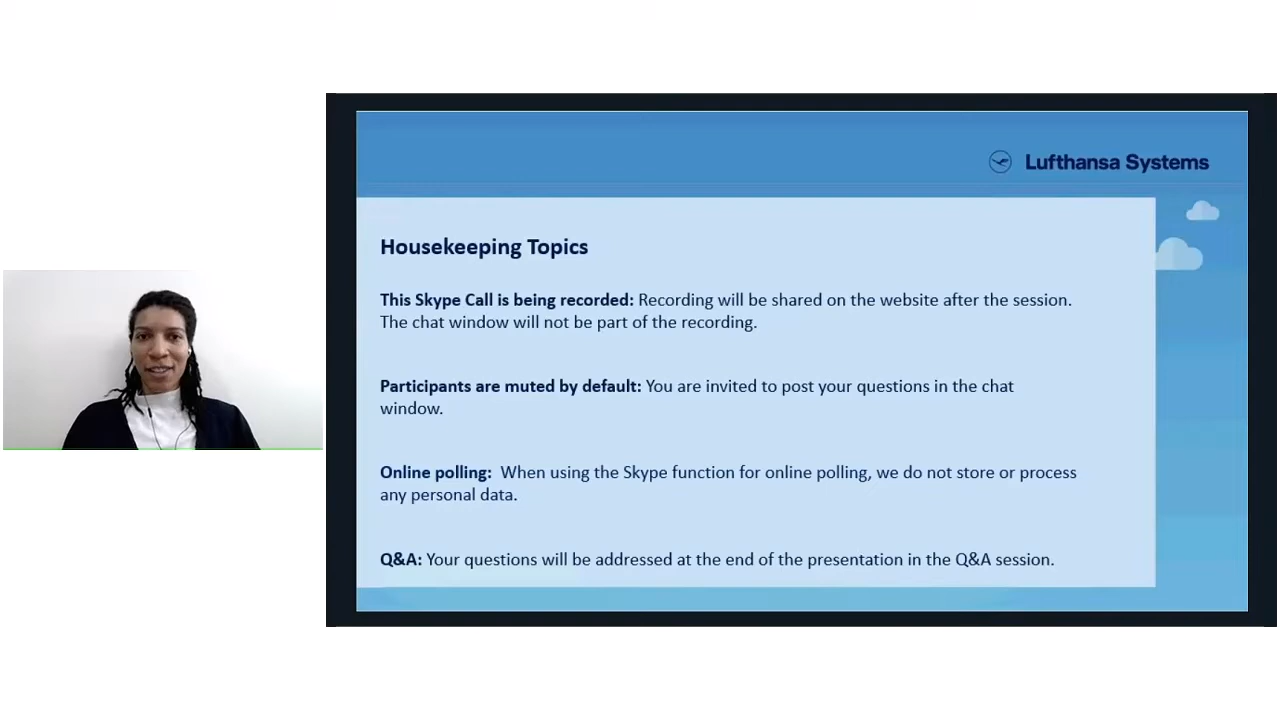 Lufthansa Systems
Housekeeping Topics
This Skype Call is being recorded: Recording will be shared on the website after the session.
The chat window will not be part of the recording.
Participants are muted by default: You are invited to post your questions in the chat
window.
Online polling: When using the Skype function for online polling, we do not store or process
any personal data.
Q&A: Your questions will be addressed at the end of the presentation in the Q&A session.